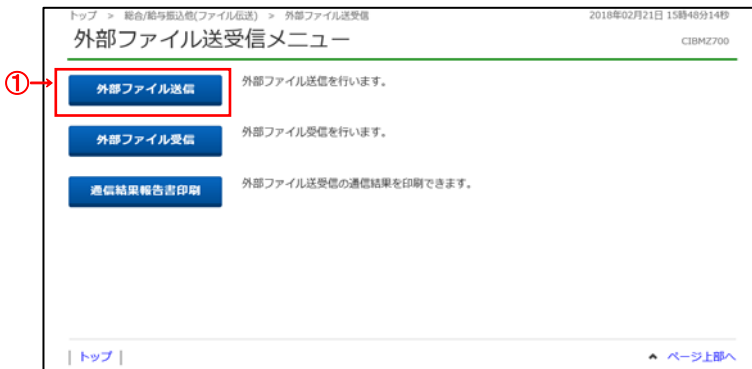 トップ > 総合/給与振込他(ファイル伝送) > 外部ファイル送受信
2018年02月21日 15時48分14秒
外部ファイル送受信メニュー
CIBMZ700
①→
外部ファイル送信 外部ファイル送信を行います。
外部ファイル受信 外部ファイル受信を行います。
通信結果報告書印刷 外部ファイル送受信の通信結果を印刷できます。
| トップ |
ページ上部へ